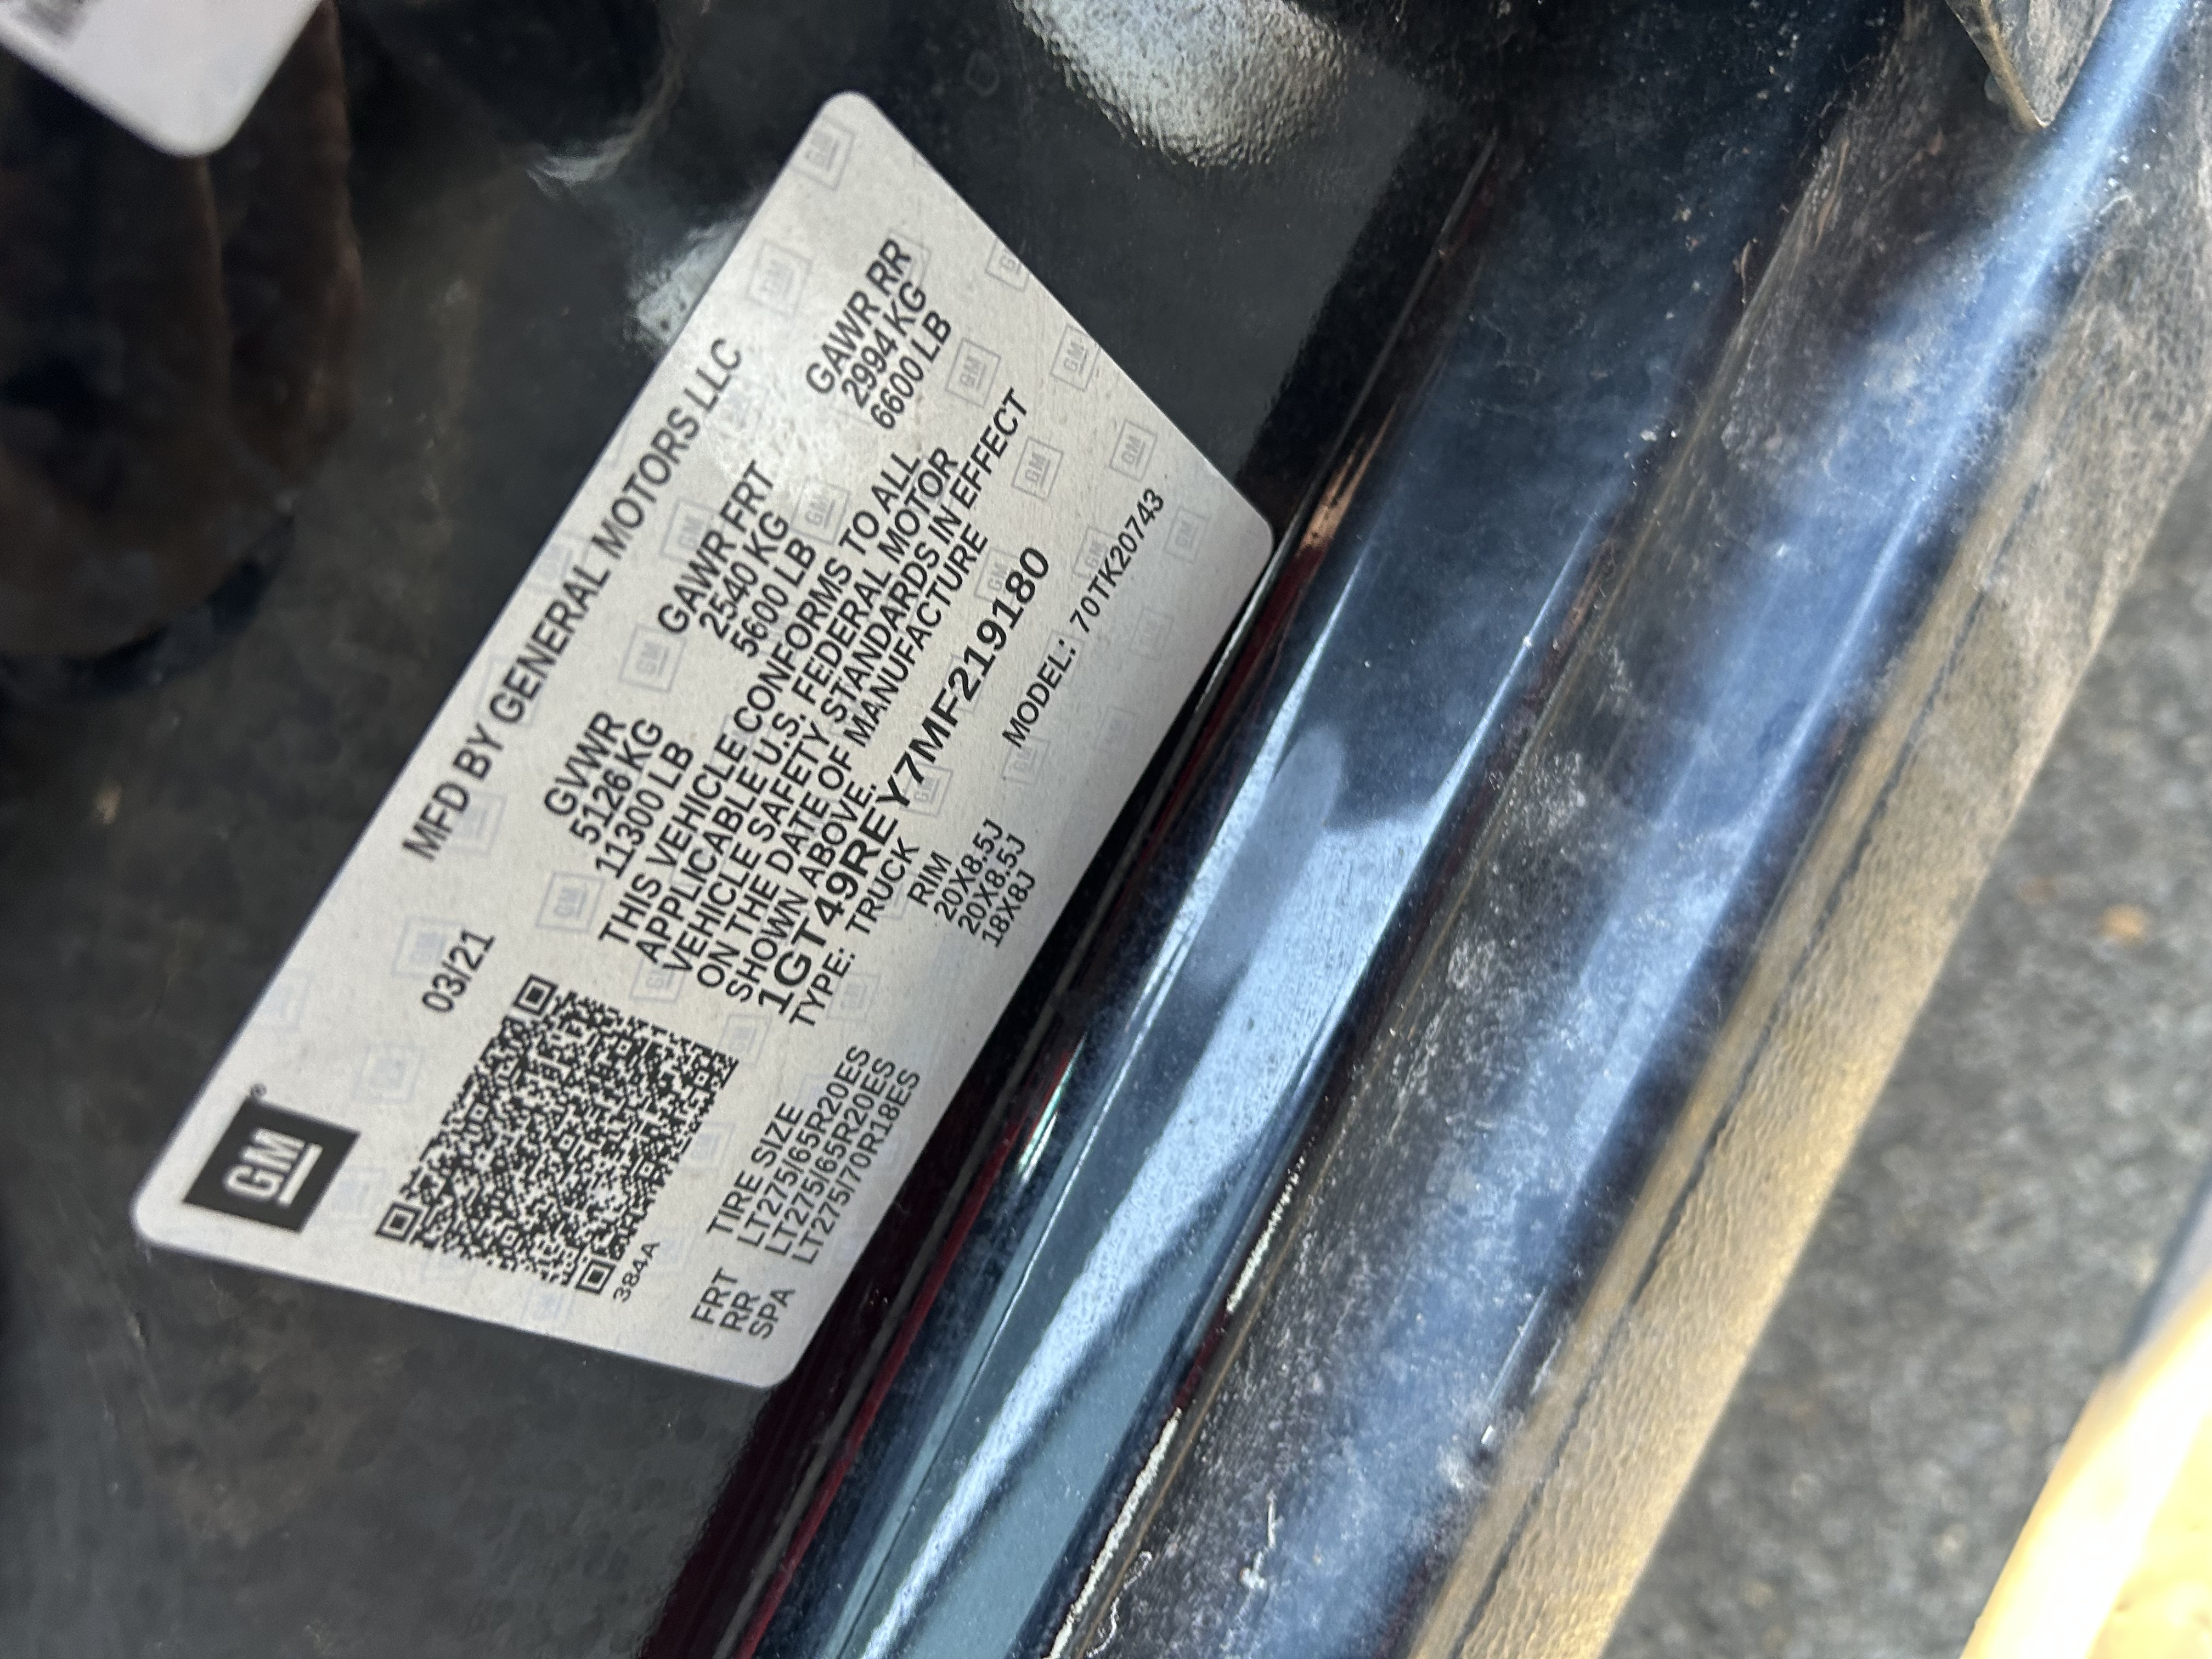 GM
MFD BY GENERAL MOTORS LLC
03/21
GVWR GAWR FRT GAWR RR
5126 KG 2540 KG 2994 KG
11300 LB 5600 LB 6600 LB
THIS VEHICLE CONFORMS TO ALL
APPLICABLE U.S. FEDERAL MOTOR
VEHICLE SAFETY STANDARDS IN EFFECT
ON THE DATE OF MANUFACTURE
SHOWN ABOVE.
1GT49REY7MF219180
TYPE: TRUCK MODEL: 70TK20743
384A
TIRE SIZE RIM
FRT LT275/65R20ES 20X8.5J
RR LT275/65R20ES 20X8.5J
SPA LT275/70R18ES 18X8J